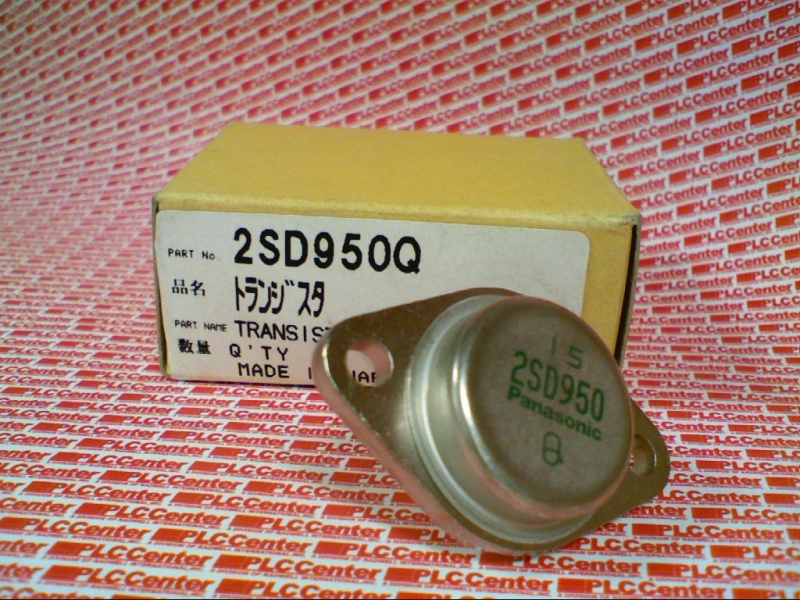 PART No. 2SD950Q
品名 トランジスタ
PART NAME TRANSIS
数量 Q'TY
MADE
15
2SD950
Panasonic
Q
PLCCenter